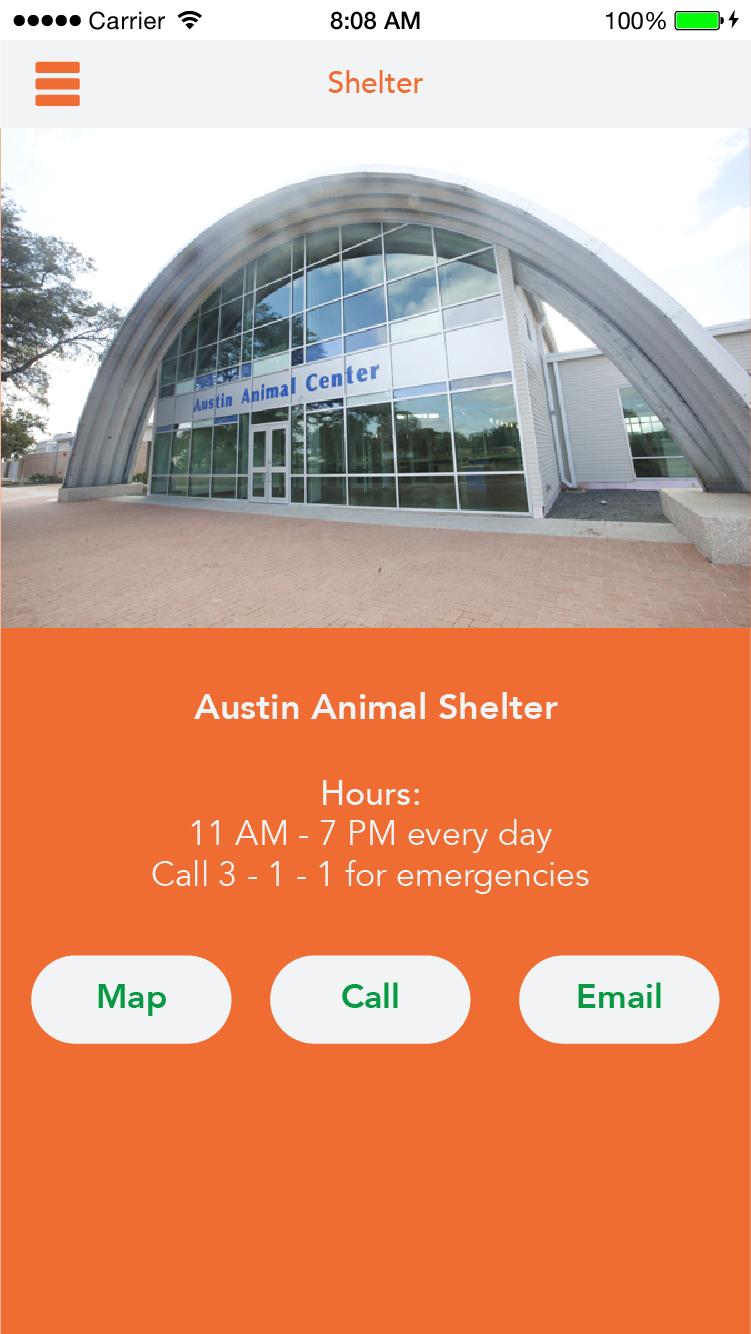 Carrier 8:08 AM 100%
Shelter
Austin Animal Center
Austin Animal Shelter
Hours:
11 AM - 7 PM every day
Call 3 - 1 - 1 for emergencies
Map Call Email